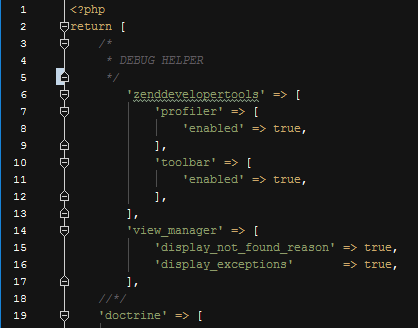 1 <?php
2 return [
3     /*
4      * DEBUG HELPER
5      */
6         'zenddevelopertools' => [
7             'profiler' => [
8                 'enabled' => true,
9             ],
10             'toolbar' => [
11                 'enabled' => true,
12             ],
13         ],
14         'view_manager' => [
15             'display_not_found_reason' => true,
16             'display_exceptions'       => true,
17         ],
18     //*/
19         'doctrine' => [